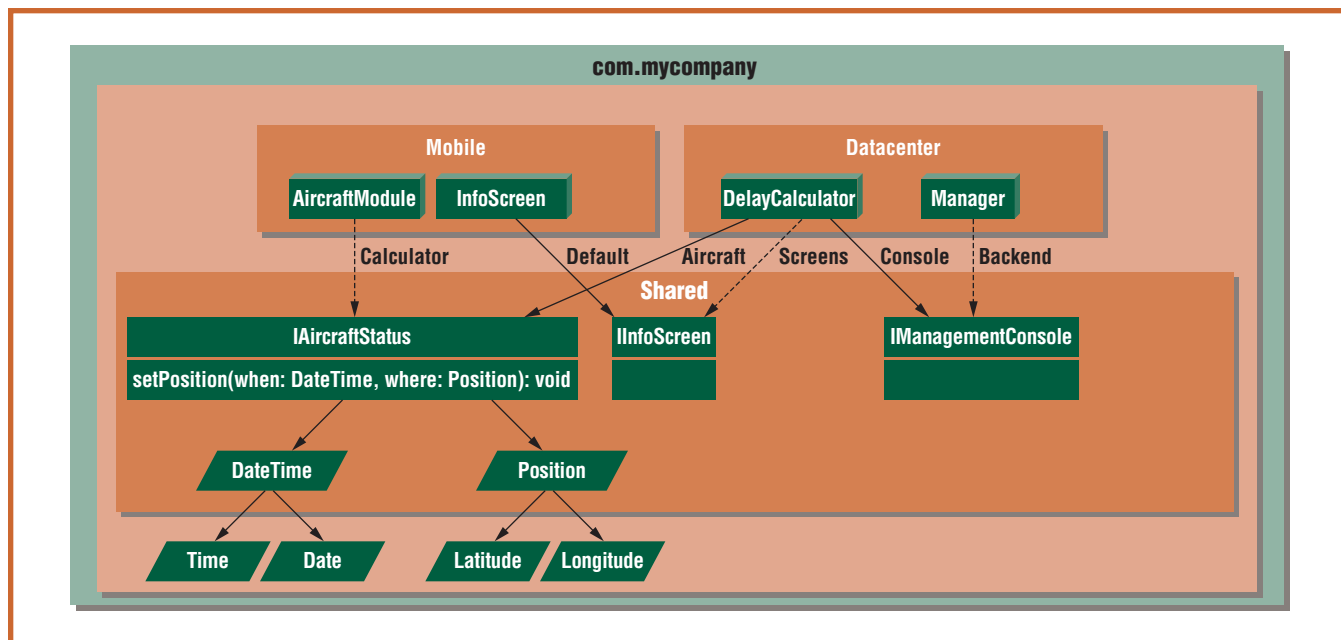 com.mycompany
Mobile
Datacenter
AircraftModule
InfoScreen
DelayCalculator
Manager
Calculator
Default
Aircraft
Screens
Console
Backend
Shared
IAircraftStatus
IInfoScreen
IManagementConsole
setPosition(when: DateTime, where: Position): void
DateTime
Position
Time
Date
Latitude
Longitude